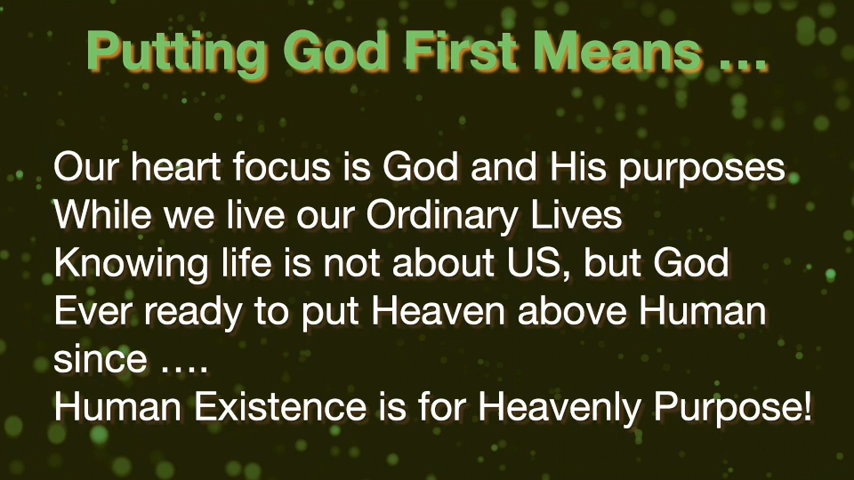 Putting God First Means ...
Our heart focus is God and His purposes
While we live our Ordinary Lives
Knowing life is not about US, but God
Ever ready to put Heaven above Human
since ....
Human Existence is for Heavenly Purpose!